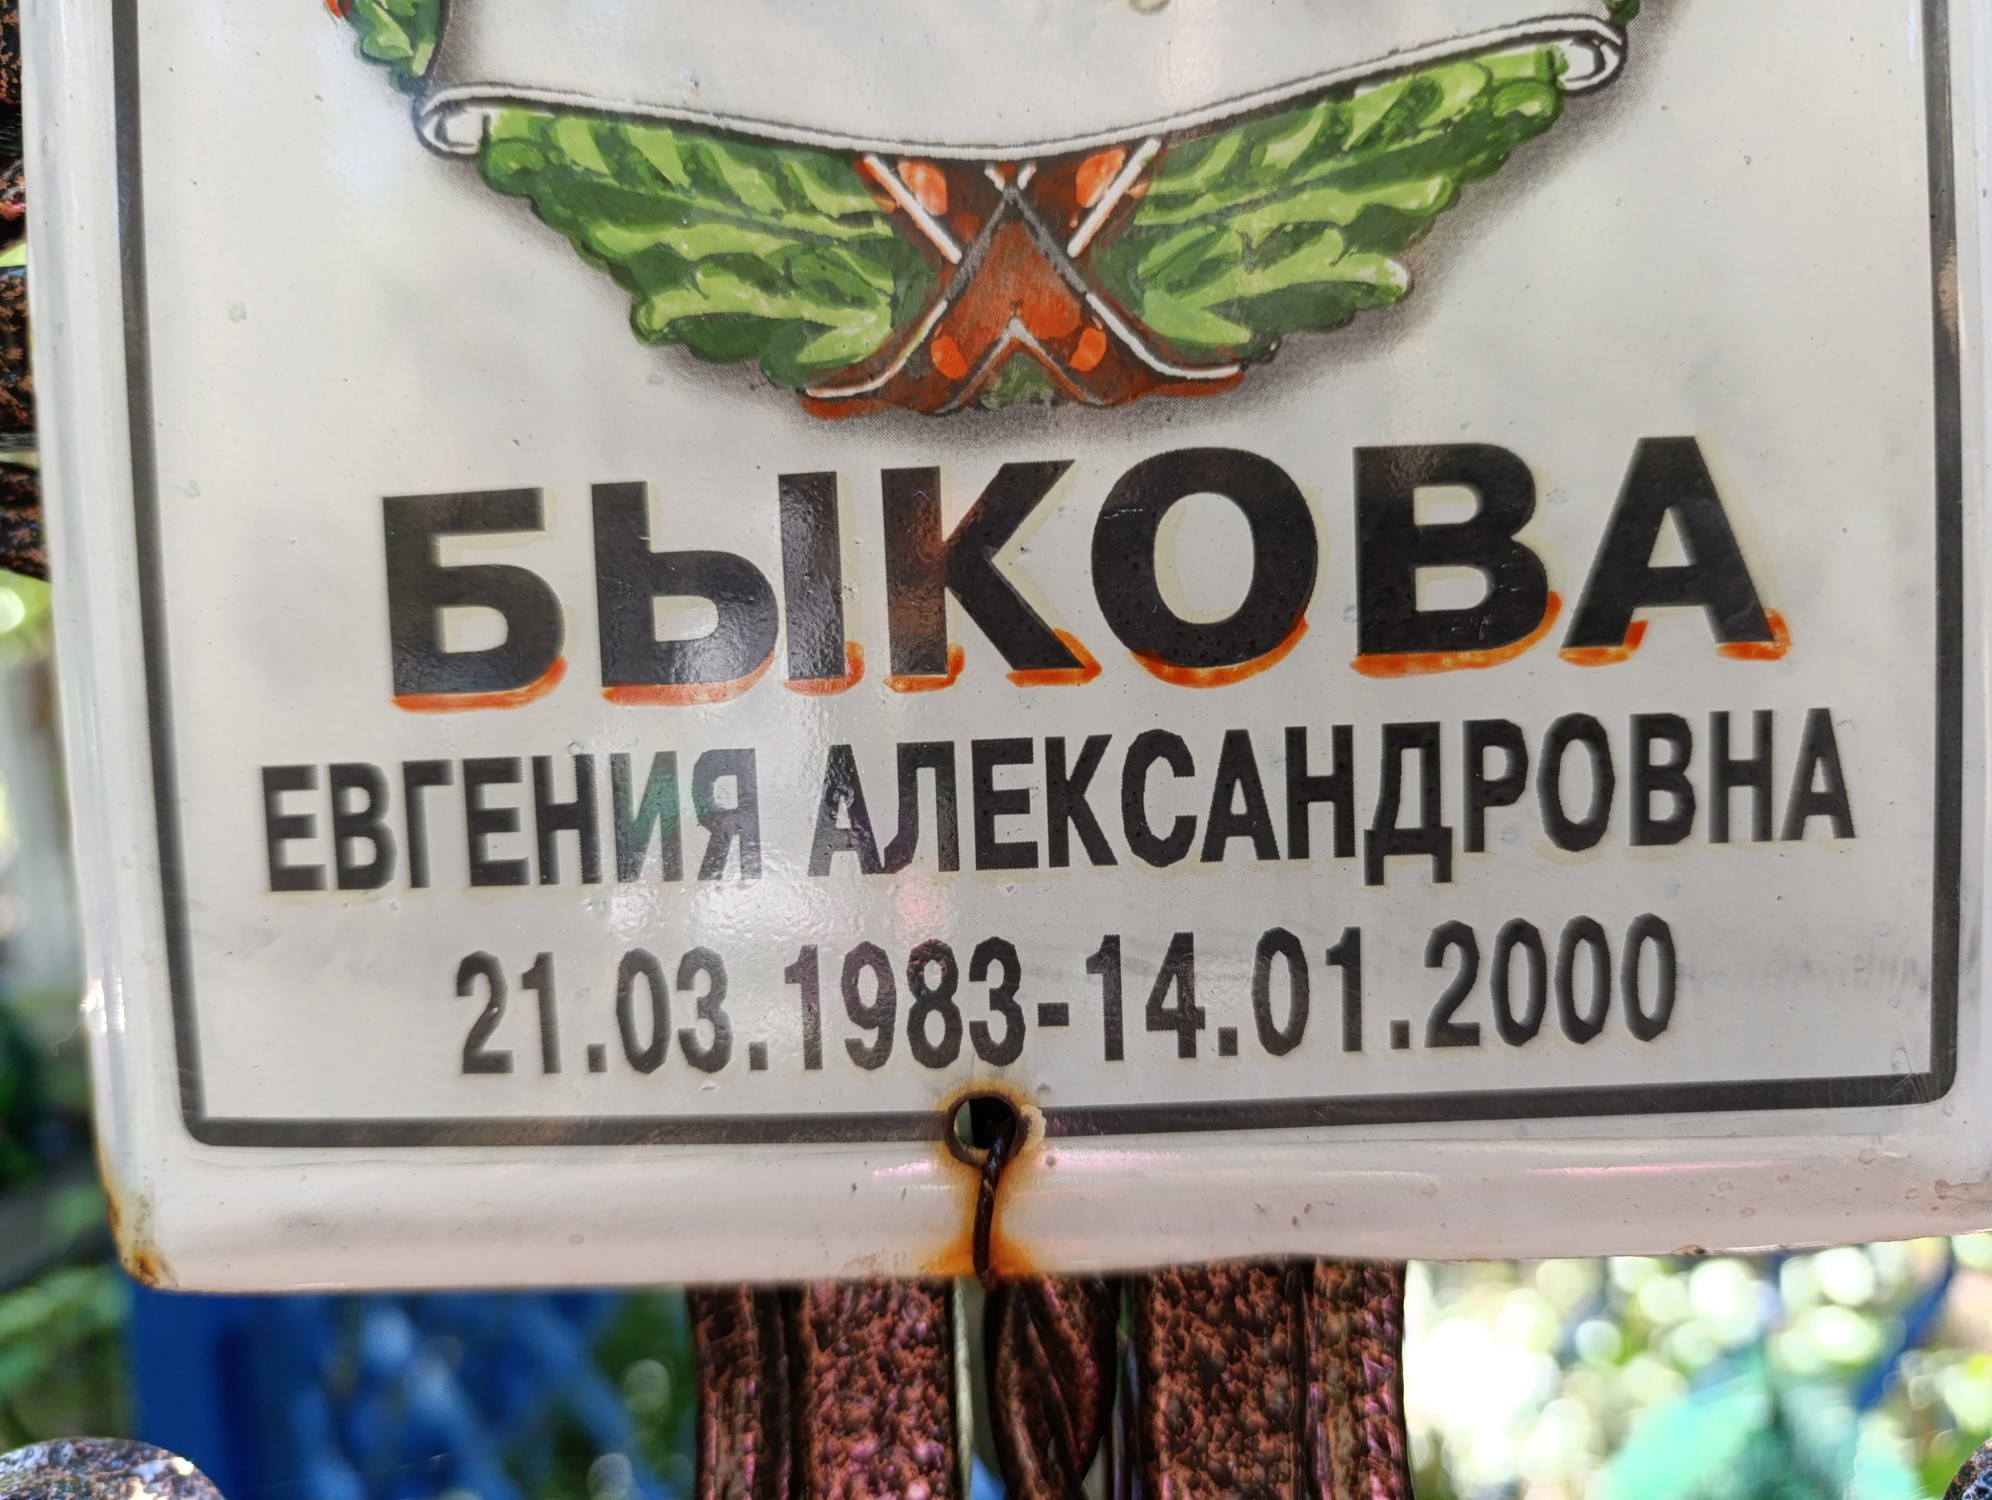 БЫКОВА
ЕВГЕНИЯ АЛЕКСАНДРОВНА
21.03.1983-14.01.2000